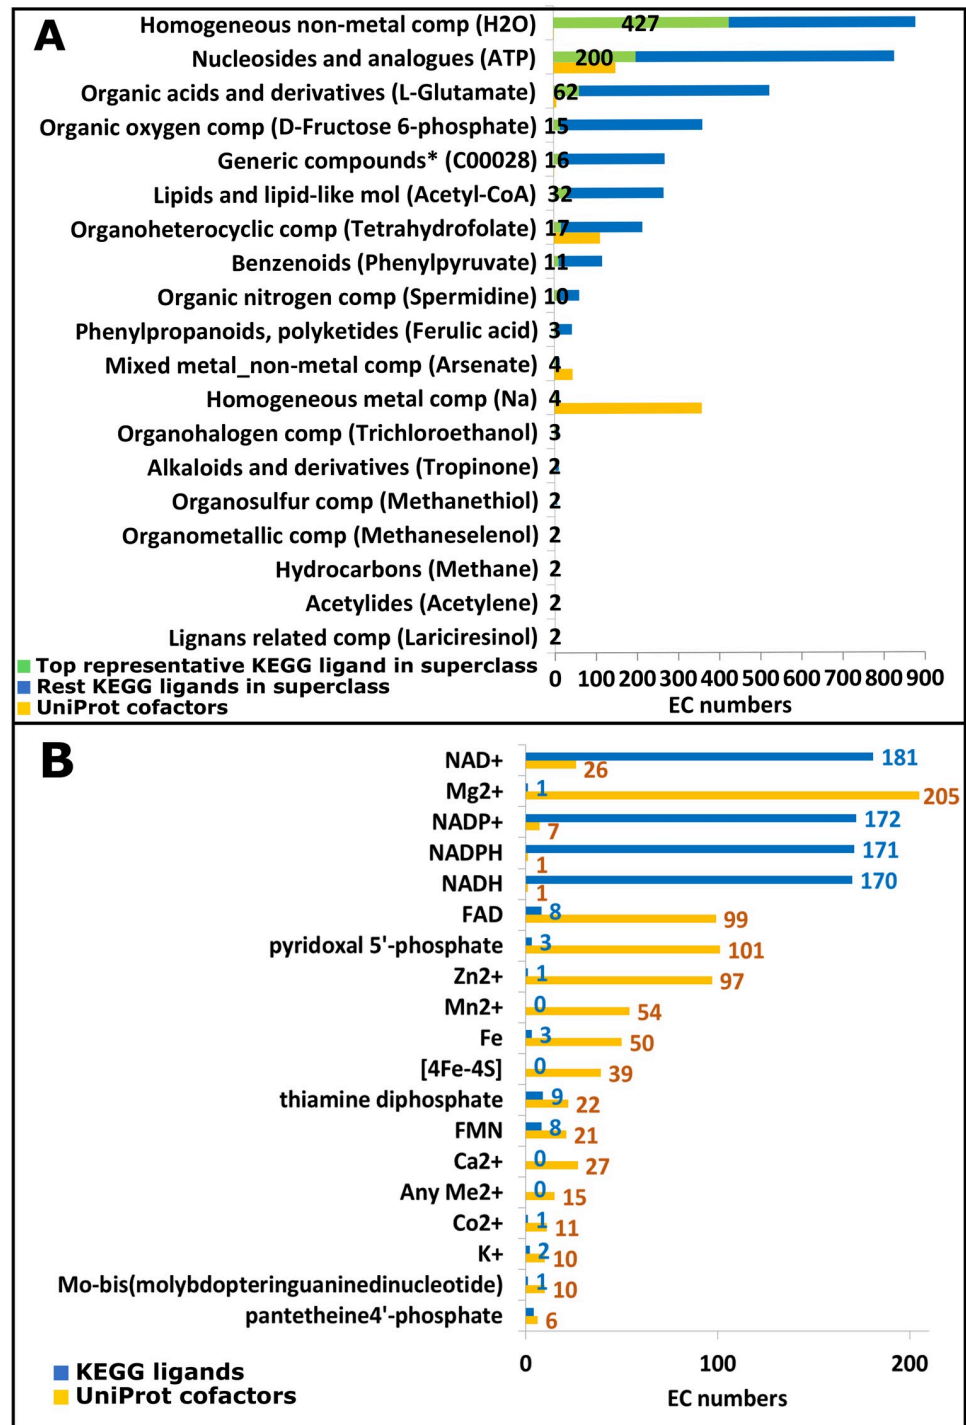 A
Homogeneous non-metal comp (H2O) 427
Nucleosides and analogues (ATP) 200
Organic acids and derivatives (L-Glutamate) 62
Organic oxygen comp (D-Fructose 6-phosphate) 15
Generic compounds* (C00028) 16
Lipids and lipid-like mol (Acetyl-CoA) 32
Organoheterocyclic comp (Tetrahydrofolate) 17
Benzenoids (Phenylpyruvate) 11
Organic nitrogen comp (Spermidine) 10
Phenylpropanoids, polyketides (Ferulic acid) 3
Mixed metal_non-metal comp (Arsenate) 4
Homogeneous metal comp (Na) 4
Organohalogen comp (Trichloroethanol) 3
Alkaloids and derivatives (Tropinone) 2
Organosulfur comp (Methanethiol) 2
Organometallic comp (Methaneselenol) 2
Hydrocarbons (Methane) 2
Acetylides (Acetylene) 2
Lignans related comp (Lariciresinol) 2
Top representative KEGG ligand in superclass
Rest KEGG ligands in superclass
UniProt cofactors
0 100 200 300 400 500 600 700 800 900
EC numbers
B
NAD+ 181 26
Mg2+ 1 205
NADP+ 172 7
NADPH 171 1
NADH 170 1
FAD 8 99
pyridoxal 5'-phosphate 3 101
Zn2+ 1 97
Mn2+ 0 54
Fe 3 50
[4Fe-4S] 0 39
thiamine diphosphate 9 22
FMN 8 21
Ca2+ 0 27
Any Me2+ 0 15
Co2+ 1 11
K+ 2 10
Mo-bis(molybdopteringuaninedinucleotide) 1 10
pantetheine4'-phosphate 6
0 100 200
EC numbers
KEGG ligands
UniProt cofactors